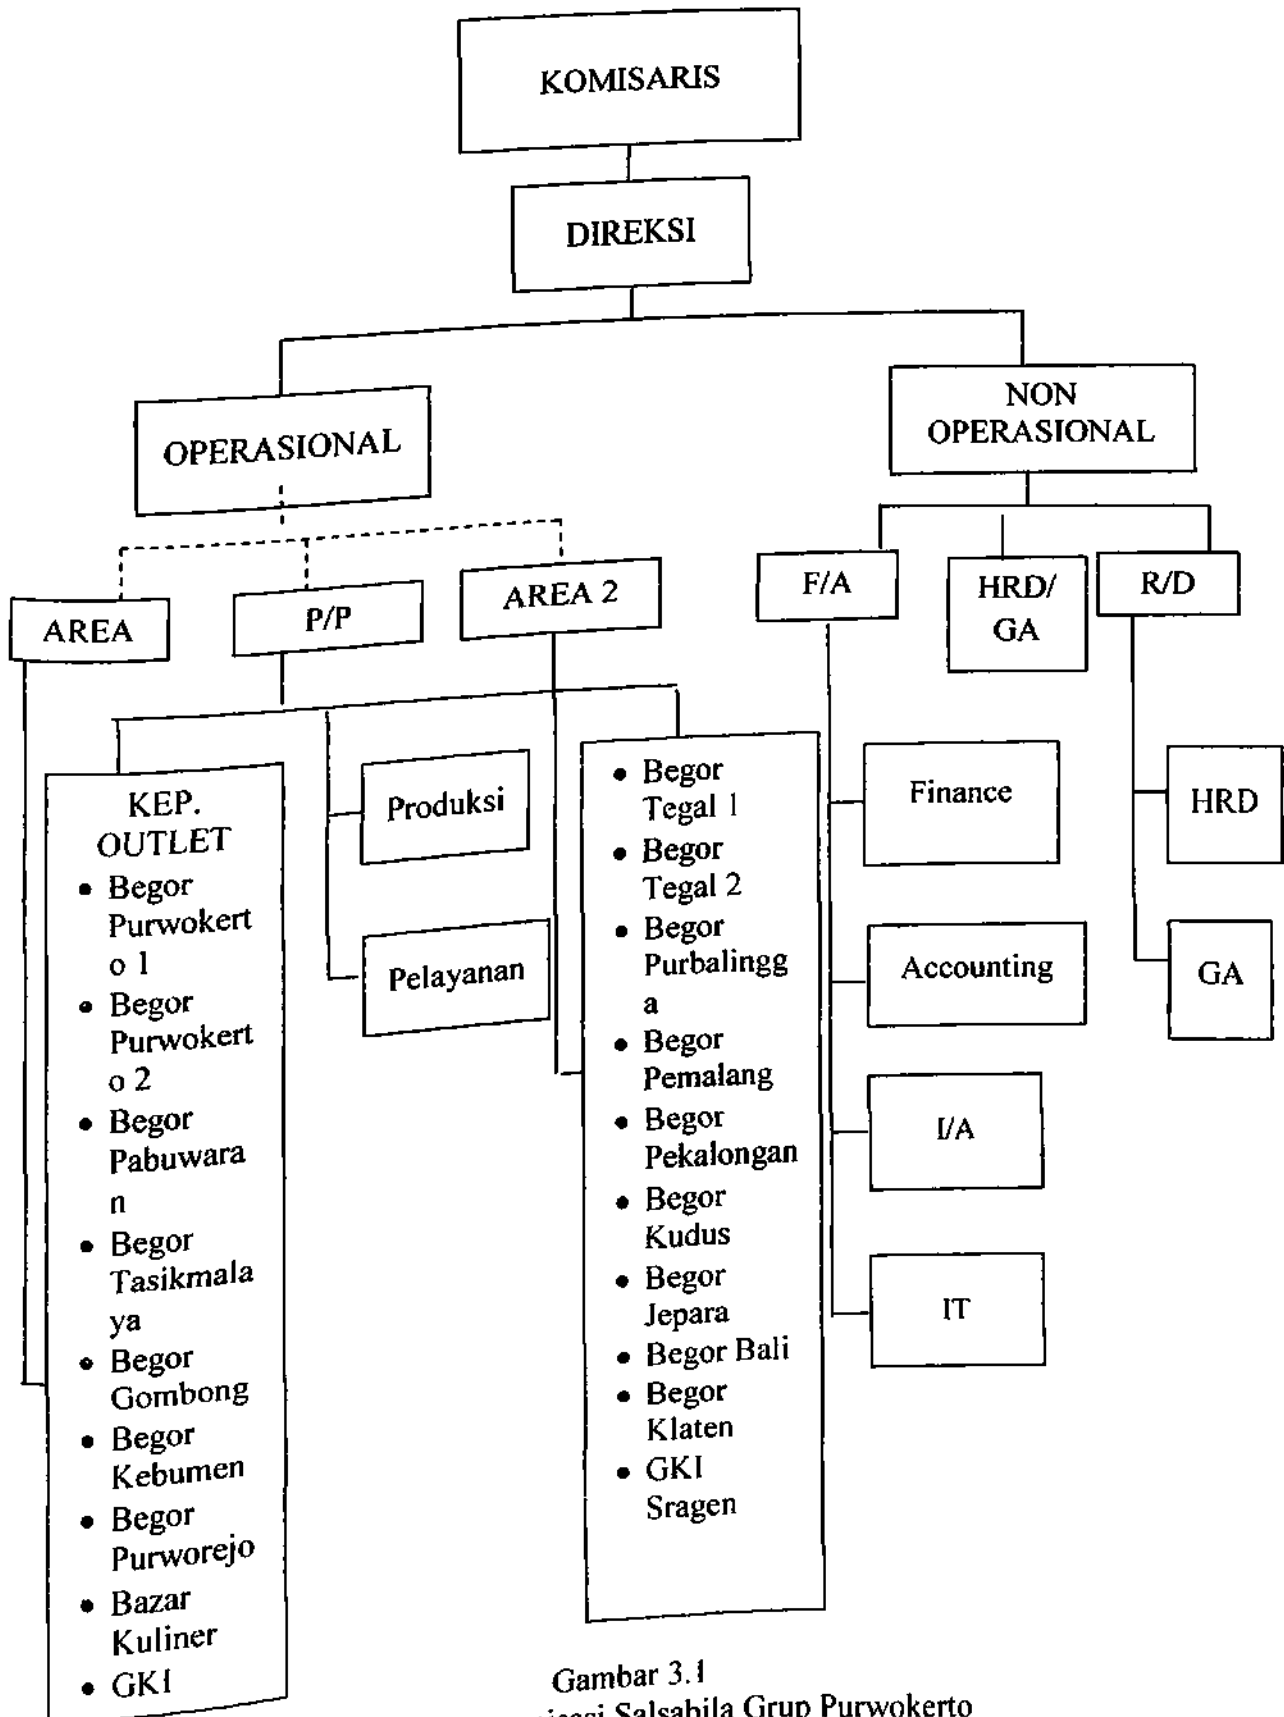 KOMISARIS
DIREKSI
OPERASIONAL
NON
OPERASIONAL
AREA
P/P
AREA 2
F/A
HRD/
GA
R/D
KEP.
OUTLET
• Begor
Purwokert
o 1
• Begor
Purwokert
o 2
• Begor
Pabuwara
n
• Begor
Tasikmala
ya
• Begor
Gombong
• Begor
Kebumen
• Begor
Purworejo
• Bazar
Kuliner
• GKI
Produksi
Pelayanan
• Begor
Tegal 1
• Begor
Tegal 2
• Begor
Purbalingg
a
• Begor
Pemalang
• Begor
Pekalongan
• Begor
Kudus
• Begor
Jepara
• Begor Bali
• Begor
Klaten
• GKI
Sragen
Finance
Accounting
I/A
IT
HRD
GA
Gambar 3.1
Salsabila Grup Purwokerto